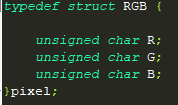 typedef struct RGB {
unsigned char R;
unsigned char G;
unsigned char B;
}pixel;